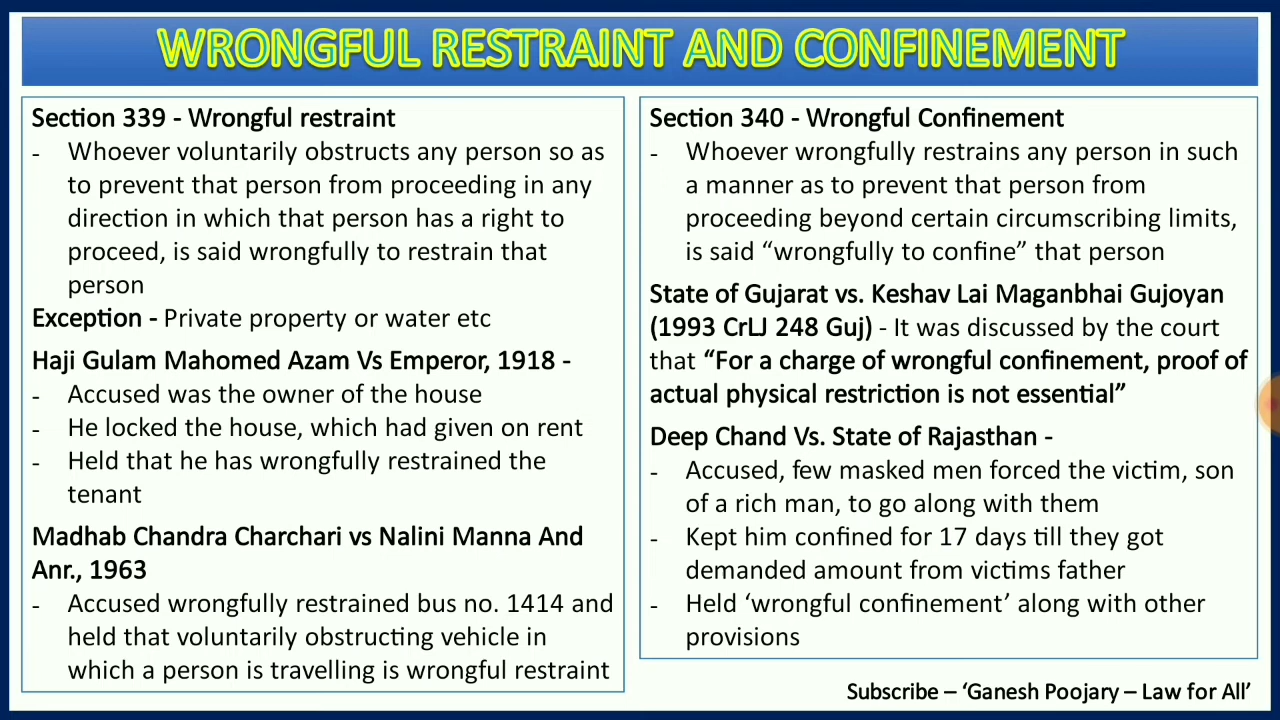 WRONGFUL RESTRAINT AND CONFINEMENT
Section 339 - Wrongful restraint
- Whoever voluntarily obstructs any person so as
to prevent that person from proceeding in any
direction in which that person has a right to
proceed, is said wrongfully to restrain that
person
Exception - Private property or water etc
Haji Gulam Mahomed Azam Vs Emperor, 1918 -
- Accused was the owner of the house
- He locked the house, which had given on rent
- Held that he has wrongfully restrained the
tenant
Madhab Chandra Charchari vs Nalini Manna And
Anr., 1963
- Accused wrongfully restrained bus no. 1414 and
held that voluntarily obstructing vehicle in
which a person is travelling is wrongful restraint
Section 340 - Wrongful Confinement
- Whoever wrongfully restrains any person in such
a manner as to prevent that person from
proceeding beyond certain circumscribing limits,
is said “wrongfully to confine” that person
State of Gujarat vs. Keshav Lai Maganbhai Gujoyan
(1993 CrLJ 248 Guj) - It was discussed by the court
that “For a charge of wrongful confinement, proof of
actual physical restriction is not essential”
Deep Chand Vs. State of Rajasthan -
- Accused, few masked men forced the victim, son
of a rich man, to go along with them
- Kept him confined for 17 days till they got
demanded amount from victims father
- Held ‘wrongful confinement’ along with other
provisions
Subscribe – ‘Ganesh Poojary – Law for All’